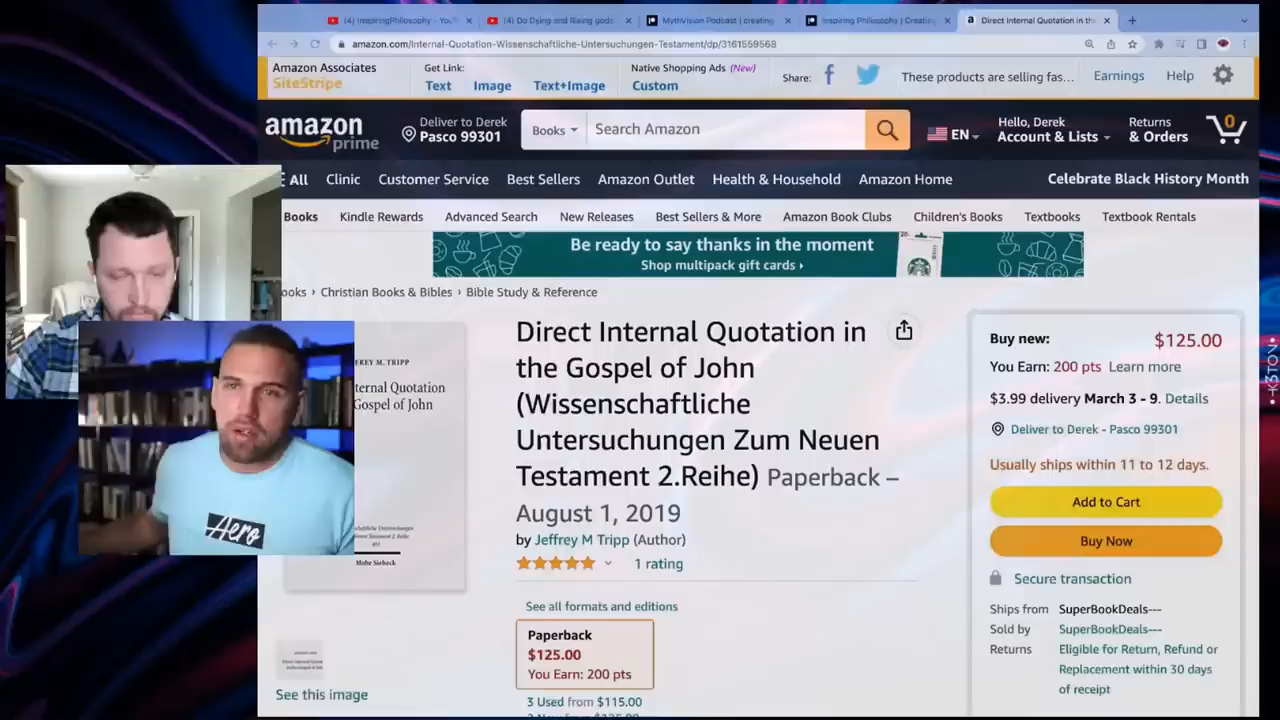 (4) InspiringPhilosophy - YouT
(4) Do Dying and Rising gods
MythVision Podcast | creating
Inspiring Philosophy | Creating
Direct Internal Quotation in the
amazon.com/Internal-Quotation-Wissenschaftliche-Untersuchungen-Testament/dp/3161559568
Amazon Associates
SiteStripe
Get Link:
Text Image Text+Image
Native Shopping Ads (New)
Custom
Share:
These products are selling fas...
Earnings
Help
amazon
prime
Deliver to Derek
Pasco 99301
Books
Search Amazon
EN
Hello, Derek
Account & Lists
Returns
& Orders
0
All Clinic Customer Service Best Sellers Amazon Outlet Health & Household Amazon Home
Celebrate Black History Month
Books Kindle Rewards Advanced Search New Releases Best Sellers & More Amazon Book Clubs Children's Books Textbooks Textbook Rentals
Be ready to say thanks in the moment
Shop multipack gift cards ›
ooks › Christian Books & Bibles › Bible Study & Reference
FREY M. TRIPP
ternal Quotation
Gospel of John
Mohr Siebeck
Aero
See this image
Direct Internal Quotation in
the Gospel of John
(Wissenschaftliche
Untersuchungen Zum Neuen
Testament 2.Reihe) Paperback –
August 1, 2019
by Jeffrey M Tripp (Author)
1 rating
See all formats and editions
Paperback
$125.00
You Earn: 200 pts
3 Used from $115.00
Buy new:
$125.00
You Earn: 200 pts Learn more
$3.99 delivery March 3 - 9. Details
Deliver to Derek - Pasco 99301
Usually ships within 11 to 12 days.
Add to Cart
Buy Now
Secure transaction
Ships from SuperBookDeals---
Sold by SuperBookDeals---
Returns Eligible for Return, Refund or
Replacement within 30 days
of receipt